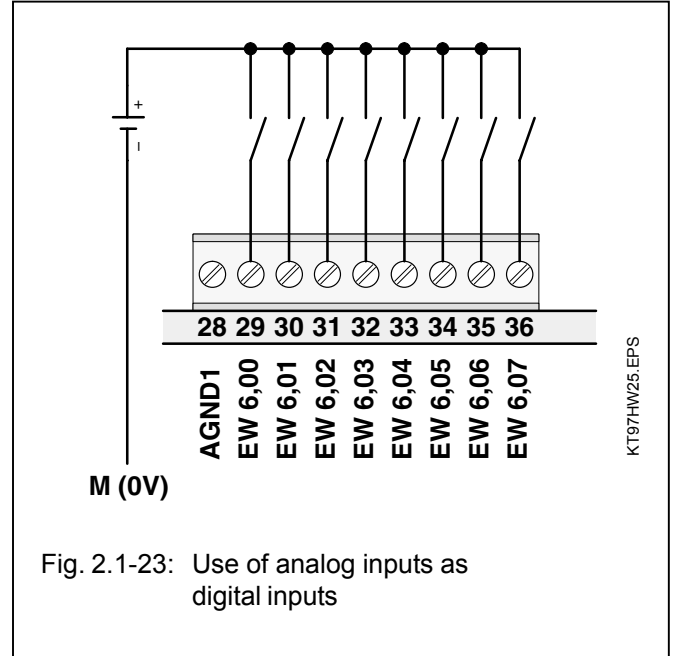 +
–
28 29 30 31 32 33 34 35 36
AGND1
EW 6,00
EW 6,01
EW 6,02
EW 6,03
EW 6,04
EW 6,05
EW 6,06
EW 6,07
KT97HW25.EPS
M (0V)
Fig. 2.1-23: Use of analog inputs as
digital inputs